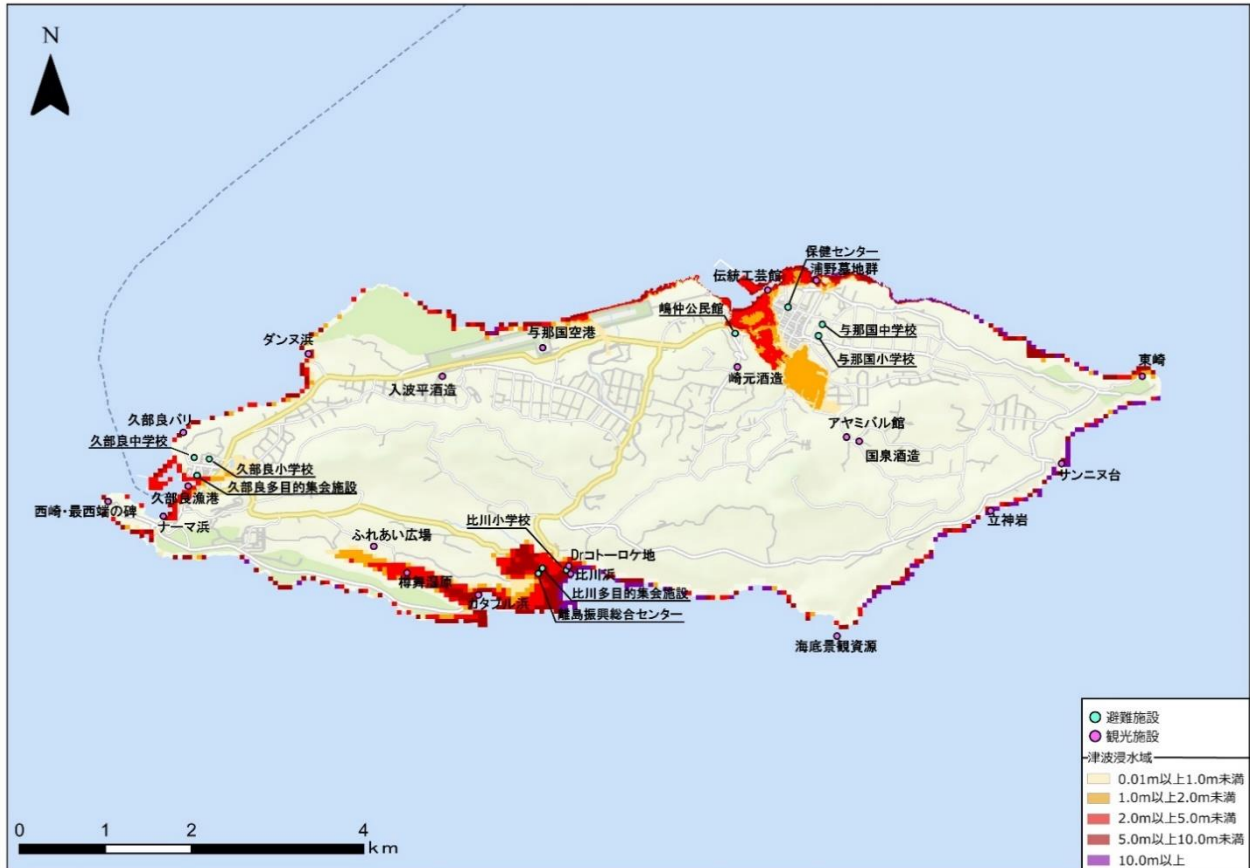 N
保健センター
浦野墓地群
伝統工芸館
嶋仲公民館
与那国中学校
与那国空港
ダンヌ浜
与那国小学校
東崎
入波平酒造
崎元酒造
久部良バリ
アヤミハバル館
久部良中学校
国泉酒造
久部良小学校
サンニヌ台
久部良多目的集会施設
久部良漁港
西崎・最西端の碑
ナーマ浜
立神岩
比川小学校
ふれあい広場
Drコトーロケ地
比川浜
樽舞湿原
比川多目的集会施設
カタブル浜
離島振興総合センター
海底景観資源
避難施設
観光施設
津波浸水域
0.01m以上1.0m未満
1.0m以上2.0m未満
2.0m以上5.0m未満
5.0m以上10.0m未満
10.0m以上
0 1 2 4
km